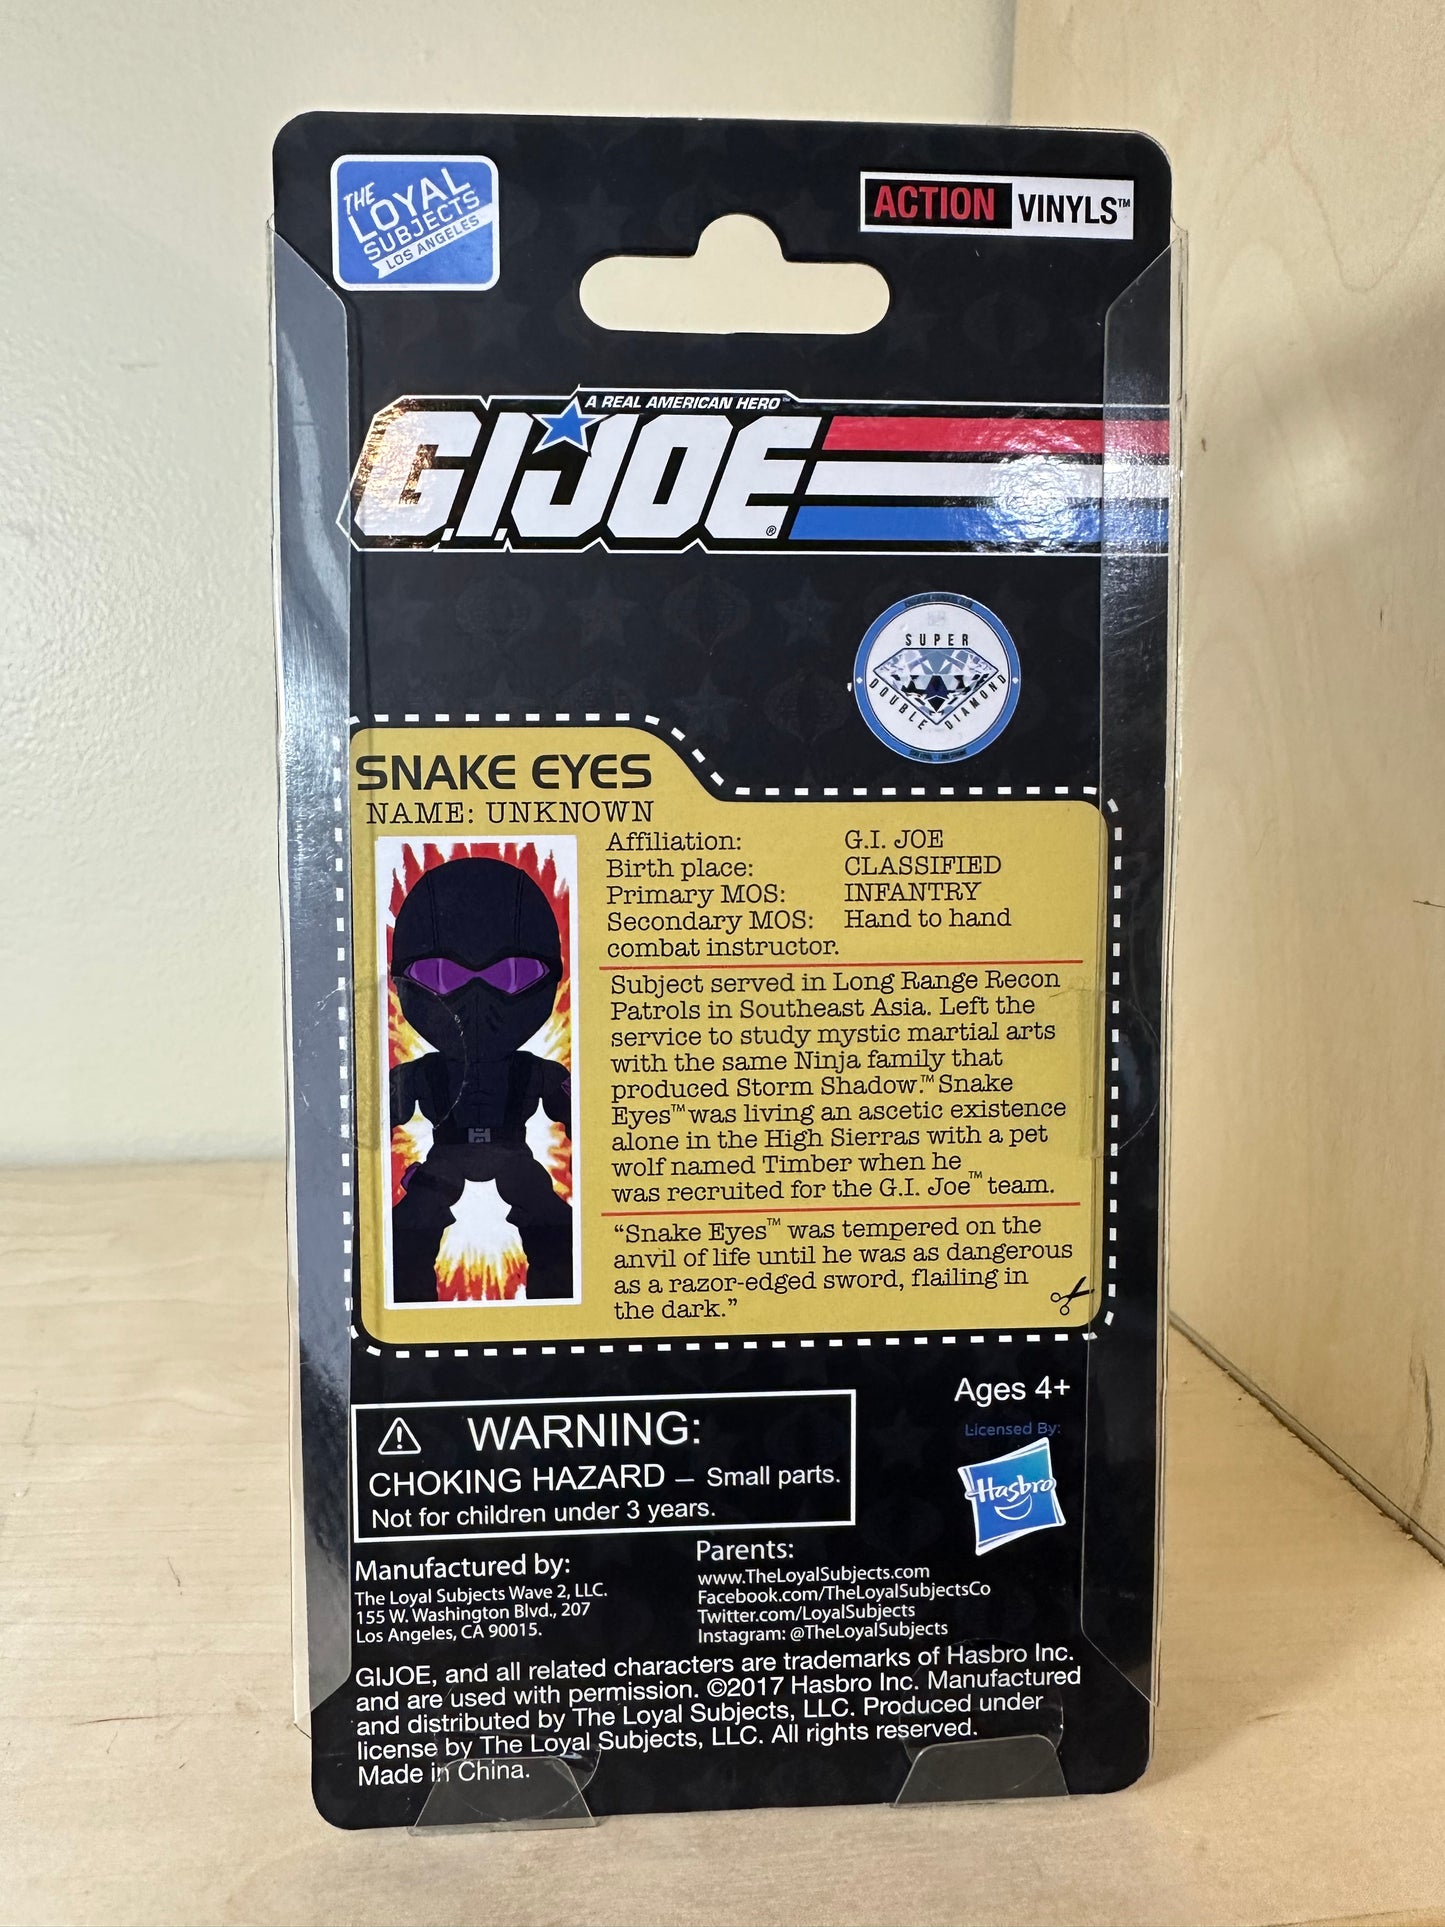 THE
LOYAL
SUBJECTS
LOS ANGELES
ACTION VINYLS™
A REAL AMERICAN HERO™
G.I.JOE®
SUPER
DOUBLE DIAMOND
SNAKE EYES
NAME: UNKNOWN
Affiliation: G.I. JOE
Birth place: CLASSIFIED
Primary MOS: INFANTRY
Secondary MOS: Hand to hand
combat instructor.
Subject served in Long Range Recon
Patrols in Southeast Asia. Left the
service to study mystic martial arts
with the same Ninja family that
produced Storm Shadow.™ Snake
Eyes™ was living an ascetic existence
alone in the High Sierras with a pet
wolf named Timber when he
was recruited for the G.I. Joe™ team.
“Snake Eyes™ was tempered on the
anvil of life until he was as dangerous
as a razor-edged sword, flailing in
the dark.”
Ages 4+
Licensed By:
Hasbro
WARNING:
CHOKING HAZARD – Small parts.
Not for children under 3 years.
Manufactured by:
The Loyal Subjects Wave 2, LLC.
155 W. Washington Blvd., 207
Los Angeles, CA 90015.
Parents:
www.TheLoyalSubjects.com
Facebook.com/TheLoyalSubjectsCo
Twitter.com/LoyalSubjects
Instagram: @TheLoyalSubjects
GIJOE, and all related characters are trademarks of Hasbro Inc.
and are used with permission. ©2017 Hasbro Inc. Manufactured
and distributed by The Loyal Subjects, LLC. Produced under
license by The Loyal Subjects, LLC. All rights reserved.
Made in China.